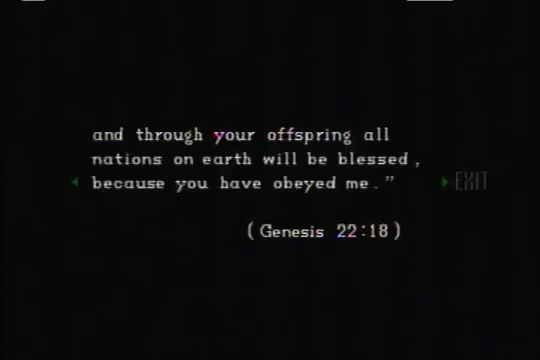 and through your offspring all
nations on earth will be blessed,
because you have obeyed me."
EXIT
(Genesis 22:18)